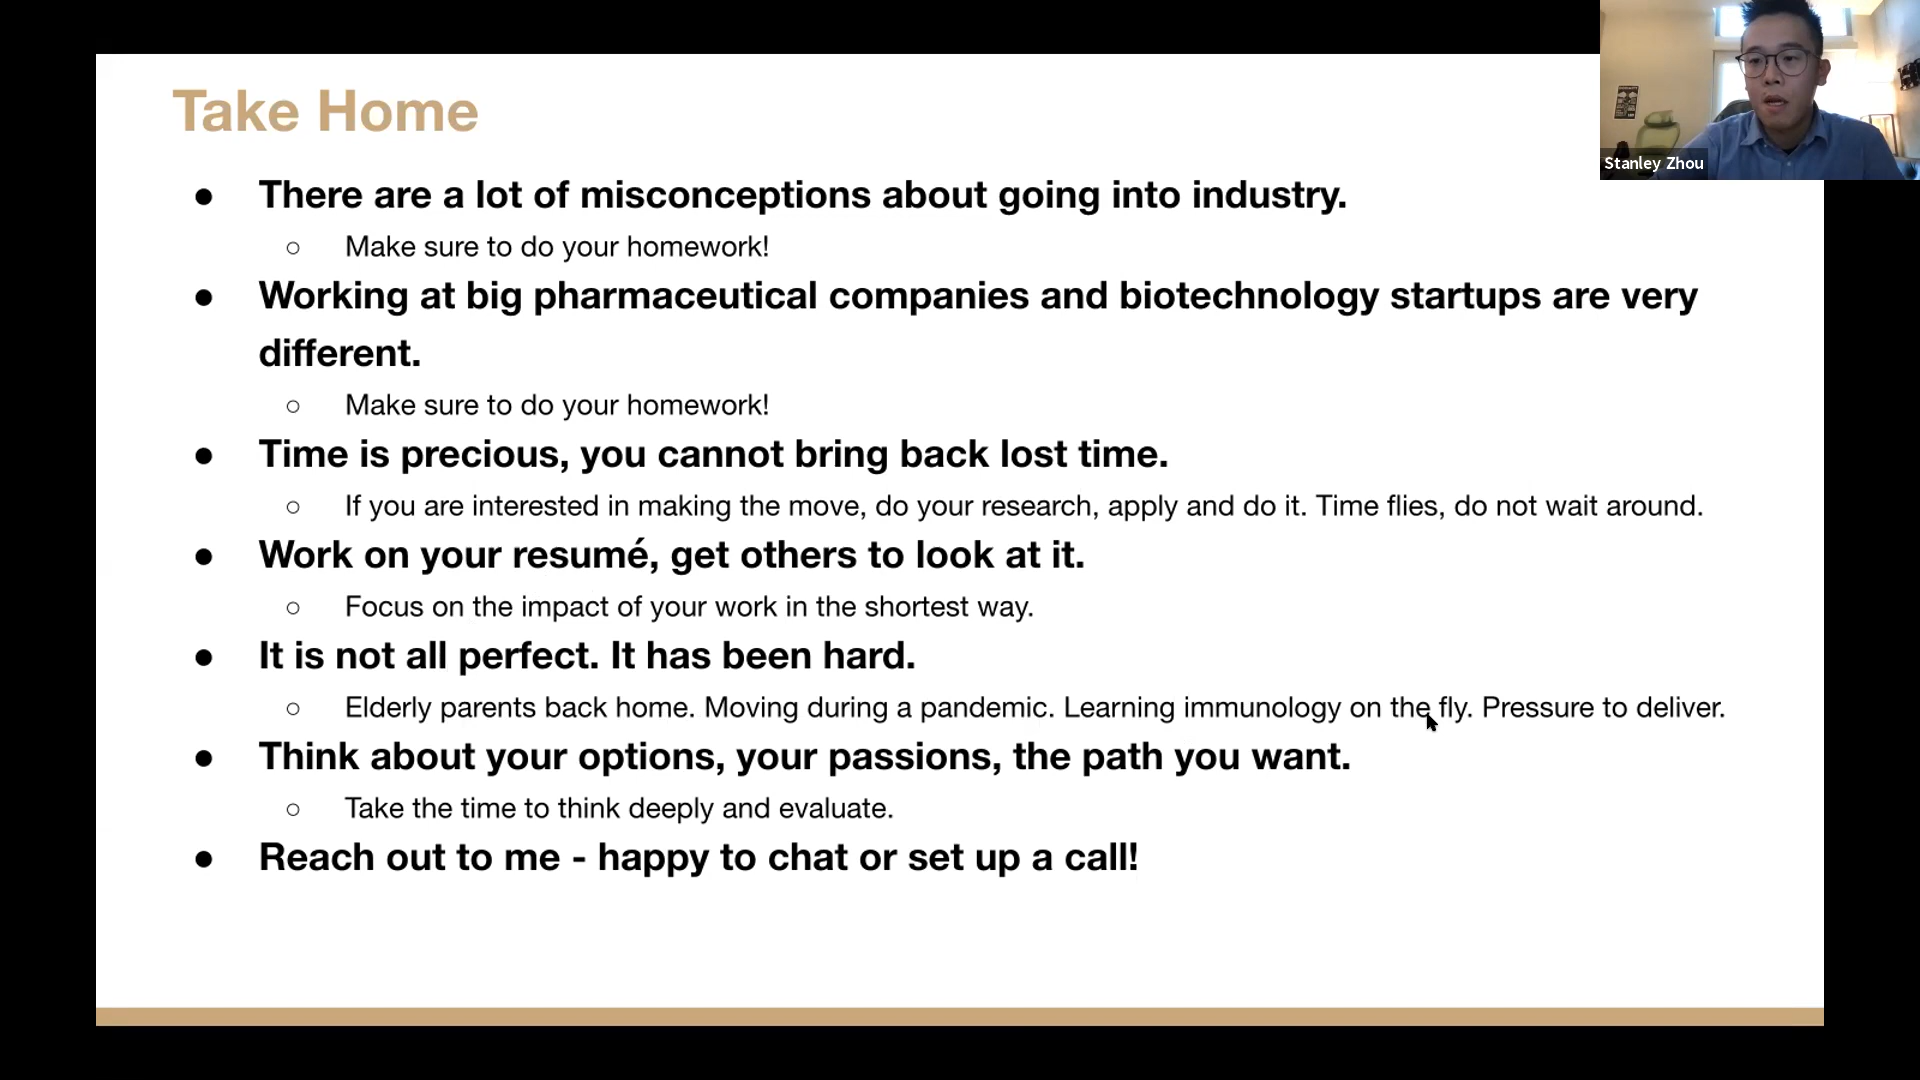 Take Home
● There are a lot of misconceptions about going into industry.
○ Make sure to do your homework!
● Working at big pharmaceutical companies and biotechnology startups are very
different.
○ Make sure to do your homework!
● Time is precious, you cannot bring back lost time.
○ If you are interested in making the move, do your research, apply and do it. Time flies, do not wait around.
● Work on your resumé, get others to look at it.
○ Focus on the impact of your work in the shortest way.
● It is not all perfect. It has been hard.
○ Elderly parents back home. Moving during a pandemic. Learning immunology on the fly. Pressure to deliver.
● Think about your options, your passions, the path you want.
○ Take the time to think deeply and evaluate.
● Reach out to me - happy to chat or set up a call!
Stanley Zhou